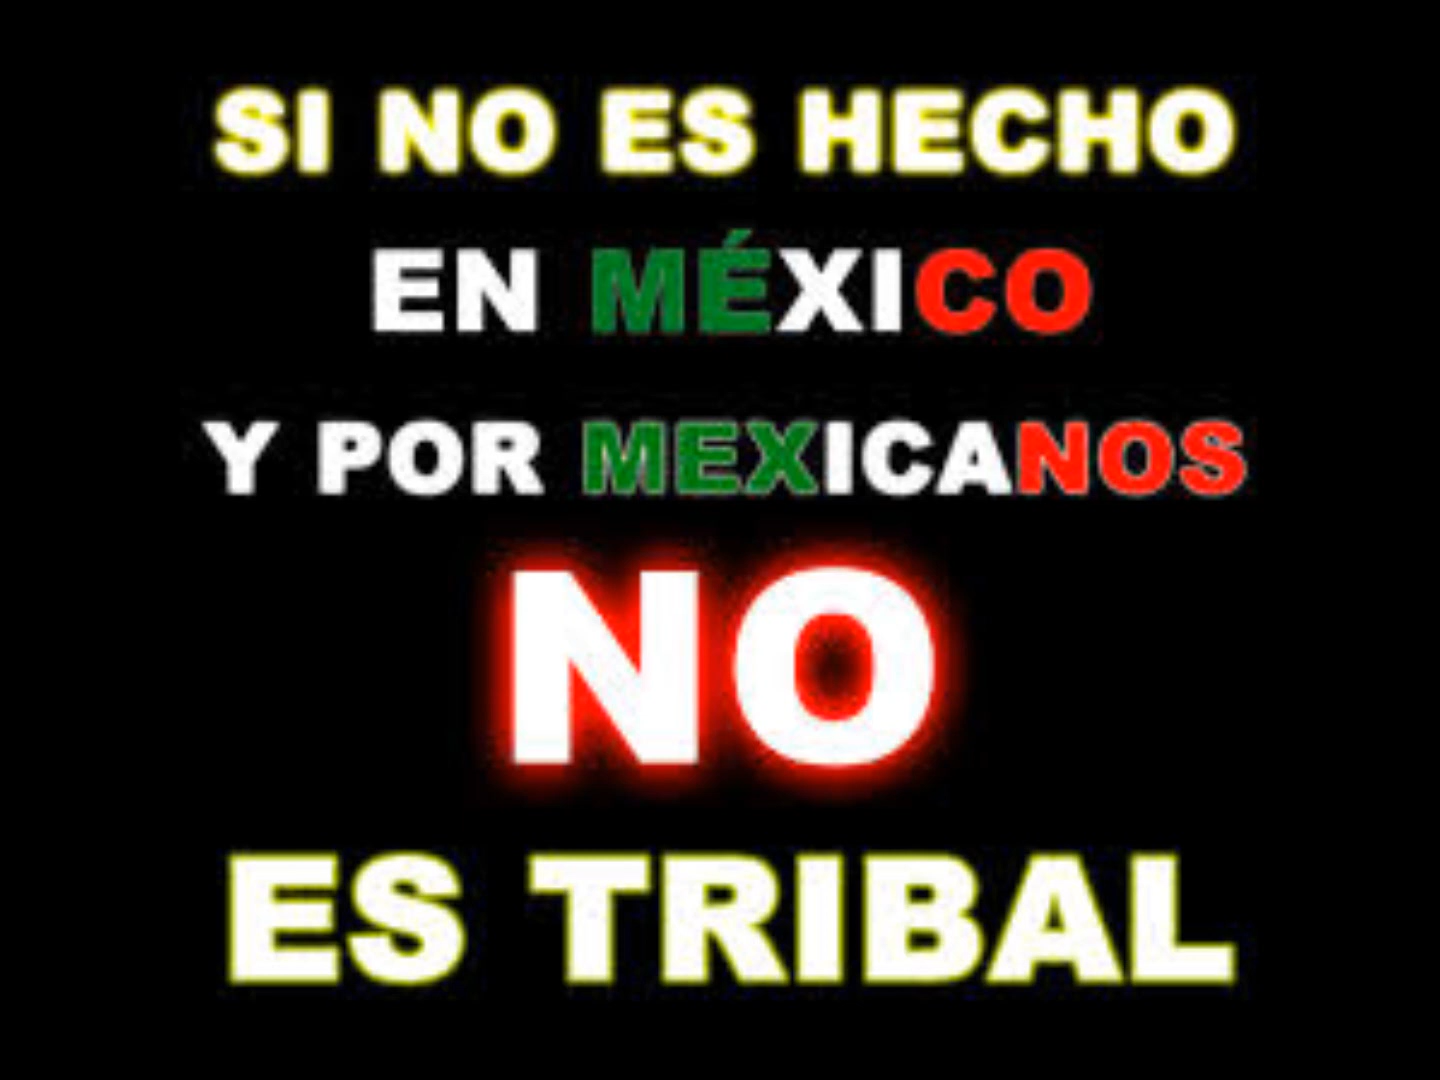 SI NO ES HECHO
EN MÉXICO
Y POR MEXICANOS
NO
ES TRIBAL